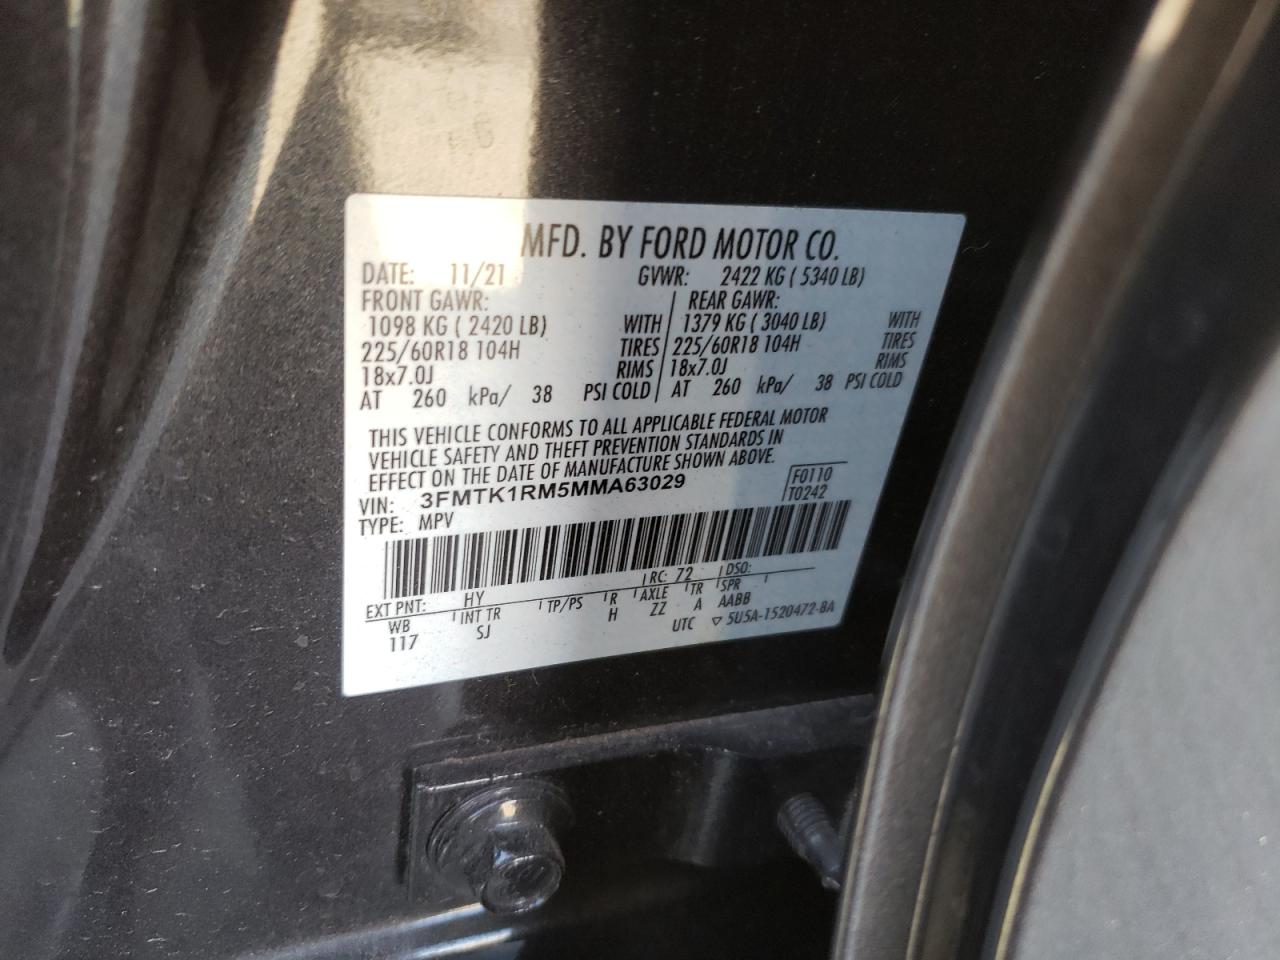 MFD. BY FORD MOTOR CO.
DATE: 11/21 GVWR: 2422 KG ( 5340 LB)
FRONT GAWR: REAR GAWR:
1098 KG ( 2420 LB) WITH 1379 KG ( 3040 LB) WITH
225/60R18 104H TIRES 225/60R18 104H TIRES
18x7.0J RIMS 18x7.0J RIMS
AT 260 kPa/ 38 PSI COLD AT 260 kPa/ 38 PSI COLD
THIS VEHICLE CONFORMS TO ALL APPLICABLE FEDERAL MOTOR
VEHICLE SAFETY AND THEFT PREVENTION STANDARDS IN
EFFECT ON THE DATE OF MANUFACTURE SHOWN ABOVE.
VIN: 3FMTK1RM5MMA63029 F0110
TYPE: MPV T0242
EXT PNT: HY RC: 72 DSO:
WB INT TR TP/PS R AXLE TR SPR
117 SJ H ZZ A AABB
UTC ▽ 5U5A-1520472-BA